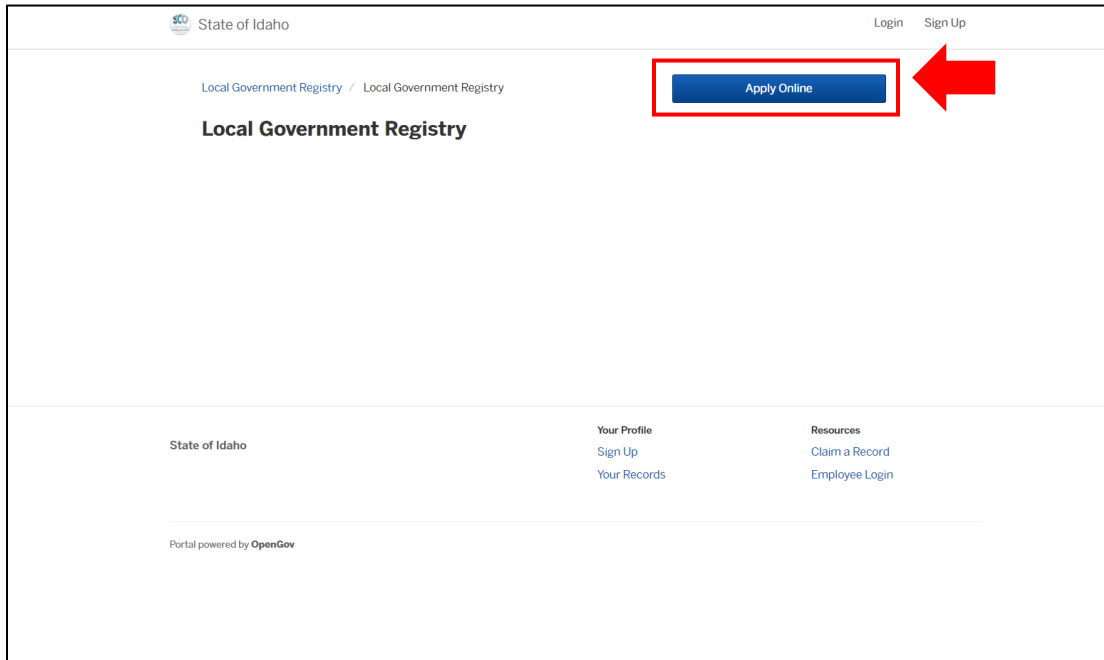 SCO State of Idaho Login Sign Up
Local Government Registry / Local Government Registry Apply Online
Local Government Registry
State of Idaho
Your Profile
Sign Up
Your Records
Resources
Claim a Record
Employee Login
Portal powered by OpenGov